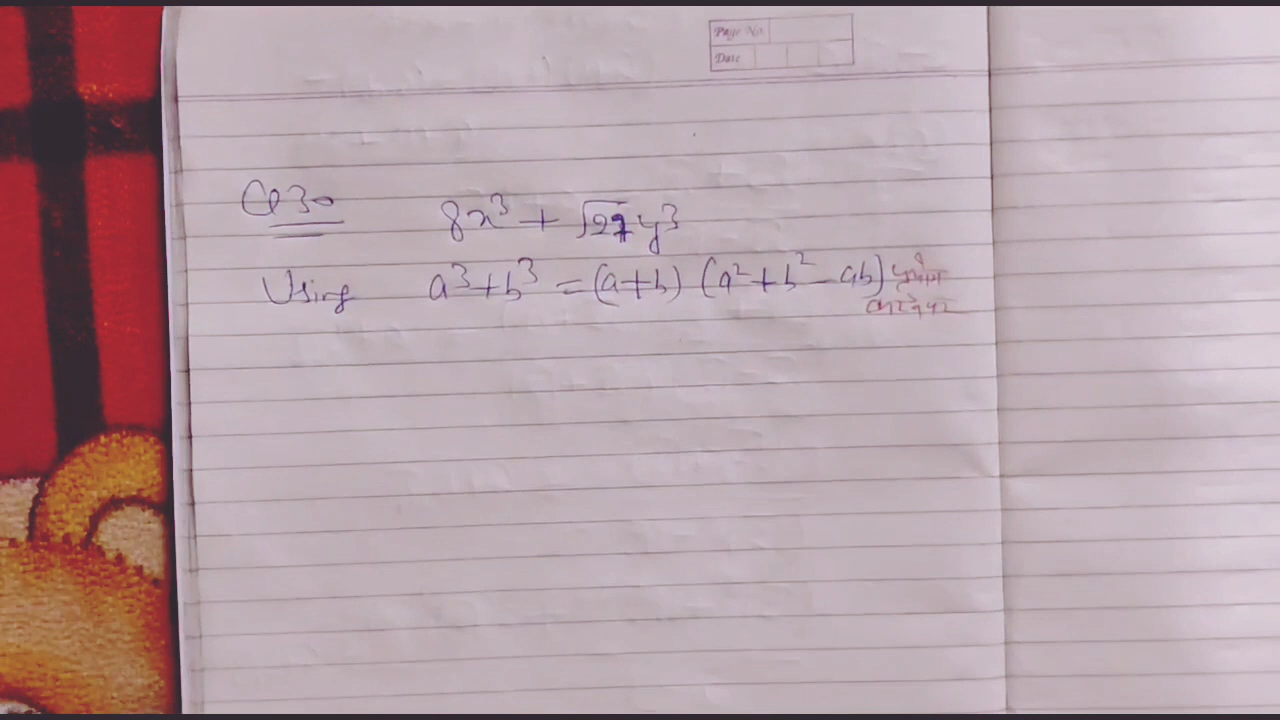 Page No.
Date
Q30
8x³ + √27y³
Using a³+b³ = (a+b) (a²+b² - ab)